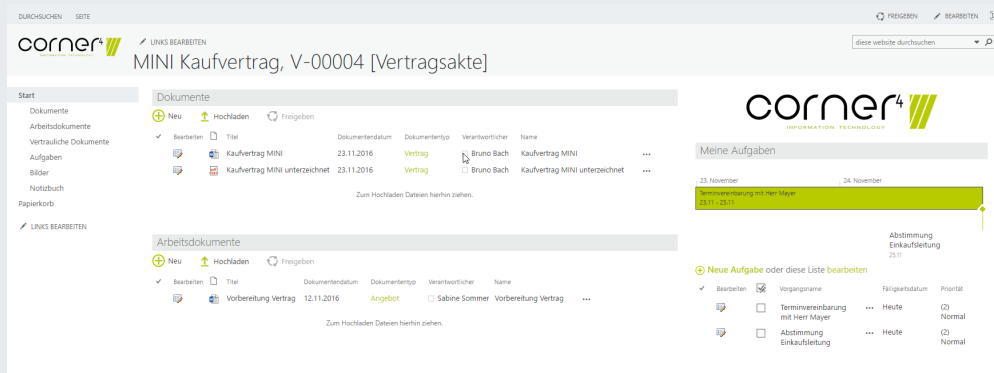 DURCHSUCHEN SEITE
FREIGEBEN BEARBEITEN
corner4
INFORMATION TECHNOLOGY
LINKS BEARBEITEN
diese website durchsuchen
MINI Kaufvertrag, V-00004 [Vertragsakte]
Start
Dokumente
Arbeitsdokumente
Vertrauliche Dokumente
Aufgaben
Bilder
Notizbuch
Papierkorb
LINKS BEARBEITEN
Dokumente
Neu Hochladen Freigeben
Bearbeiten Titel Dokumentendatum Dokumententyp Verantwortlicher Name
Kaufvertrag MINI 23.11.2016 Vertrag Bruno Bach Kaufvertrag MINI ...
Kaufvertrag MINI unterzeichnet 23.11.2016 Vertrag Bruno Bach Kaufvertrag MINI unterzeichnet ...
Zum Hochladen Dateien hierhin ziehen.
Arbeitsdokumente
Neu Hochladen Freigeben
Bearbeiten Titel Dokumentendatum Dokumententyp Verantwortlicher Name
Vorbereitung Vertrag 12.11.2016 Angebot Sabine Sommer Vorbereitung Vertrag ...
Zum Hochladen Dateien hierhin ziehen.
corner4
INFORMATION TECHNOLOGY
Meine Aufgaben
23. November 24. November
Terminvereinbarung mit Herr Mayer
23.11 - 25.11
Abstimmung
Einkaufsleitung
25.11
Neue Aufgabe oder diese Liste bearbeiten
Bearbeiten Vorgangsname Fälligkeitsdatum Priorität
Terminvereinbarung ... Heute (2)
mit Herr Mayer Normal
Abstimmung ... Heute (2)
Einkaufsleitung Normal